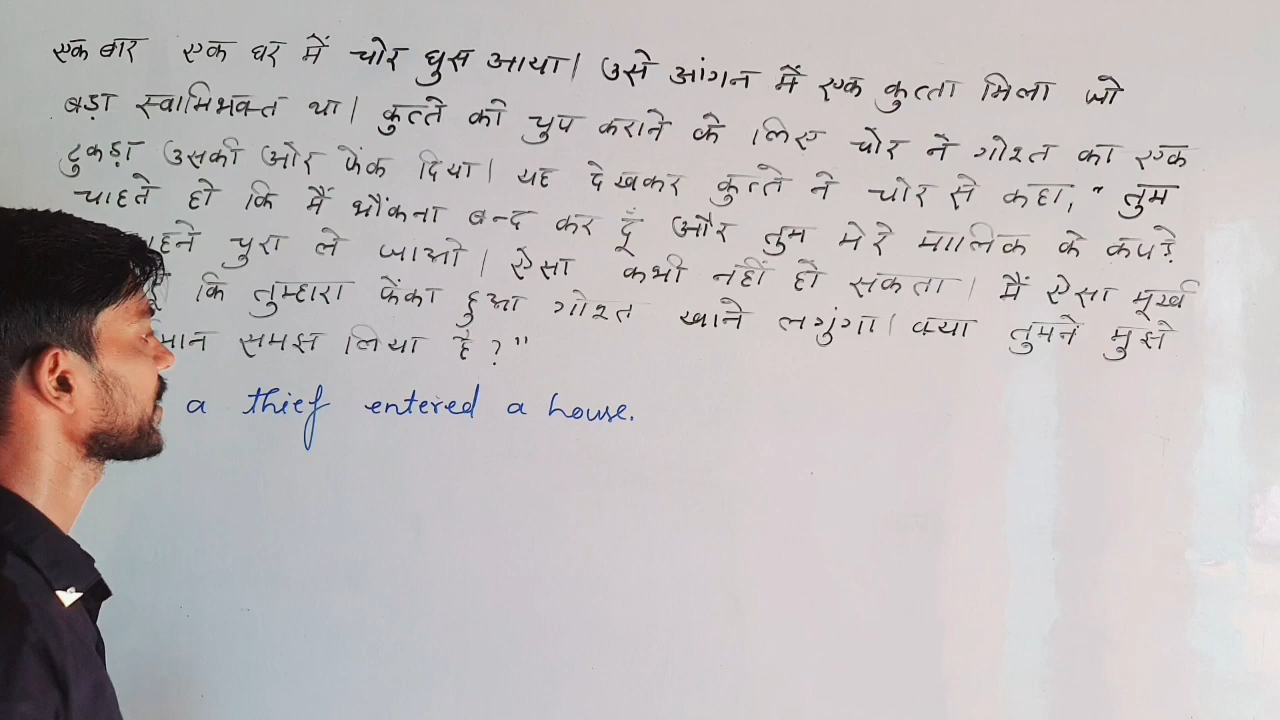 एक बार एक घर में चोर घुस आया। उसे आंगन में एक कुत्ता मिला जो
बड़ा स्वामिभक्त था। कुत्ते को चुप कराने के लिए चोर ने गोश्त का एक
टुकड़ा उसकी ओर फेंक दिया। यह देखकर कुत्ते ने चोर से कहा, "तुम
चाहते हो कि मैं भौंकना बन्द कर दूँ और तुम मेरे मालिक के कपड़े
चुरा ले जाओ। ऐसा कभी नहीं हो सकता। मैं ऐसा मूर्ख
कि तुम्हारा फेंका हुआ गोश्त खाने लगुंगा। क्या तुमने मुझे
समझ लिया है?"
a thief entered a house.